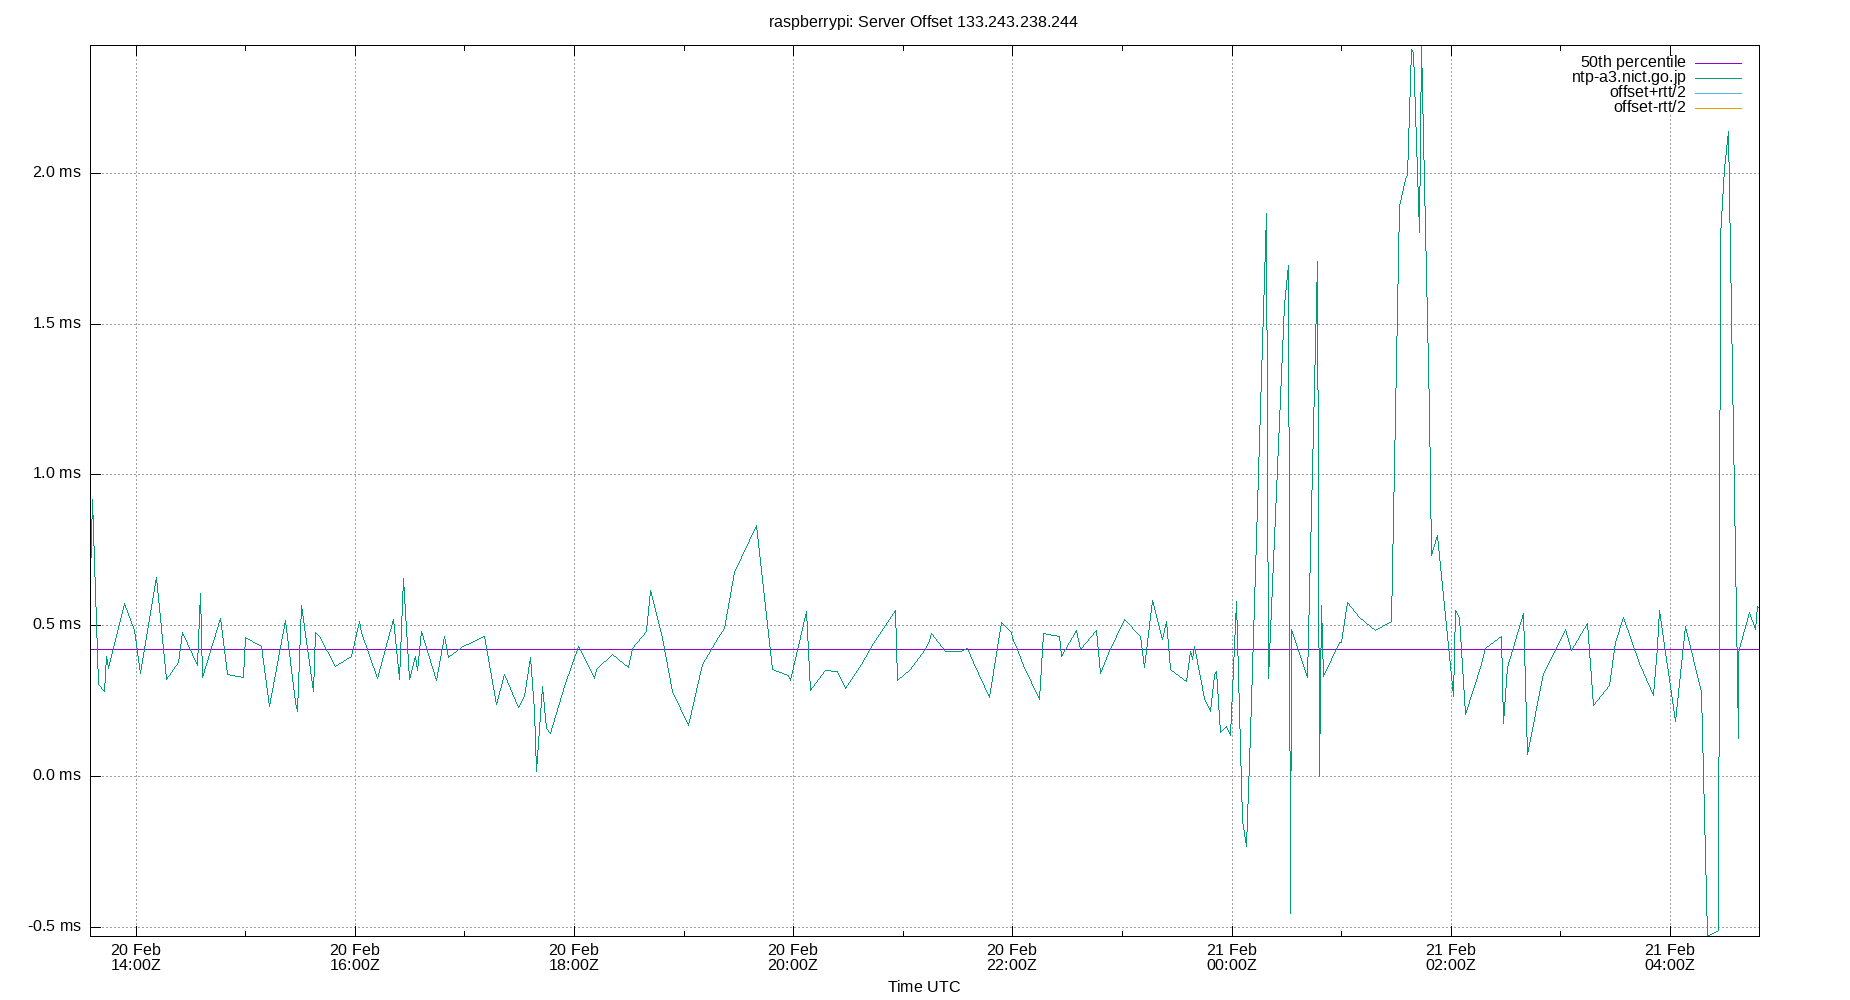 raspberrypi: Server Offset 133.243.238.244
50th percentile
ntp-a3.nict.go.jp
offset+rtt/2
offset-rtt/2
2.0 ms
1.5 ms
1.0 ms
0.5 ms
0.0 ms
-0.5 ms
20 Feb
14:00Z
20 Feb
16:00Z
20 Feb
18:00Z
20 Feb
20:00Z
20 Feb
22:00Z
21 Feb
00:00Z
21 Feb
02:00Z
21 Feb
04:00Z
Time UTC